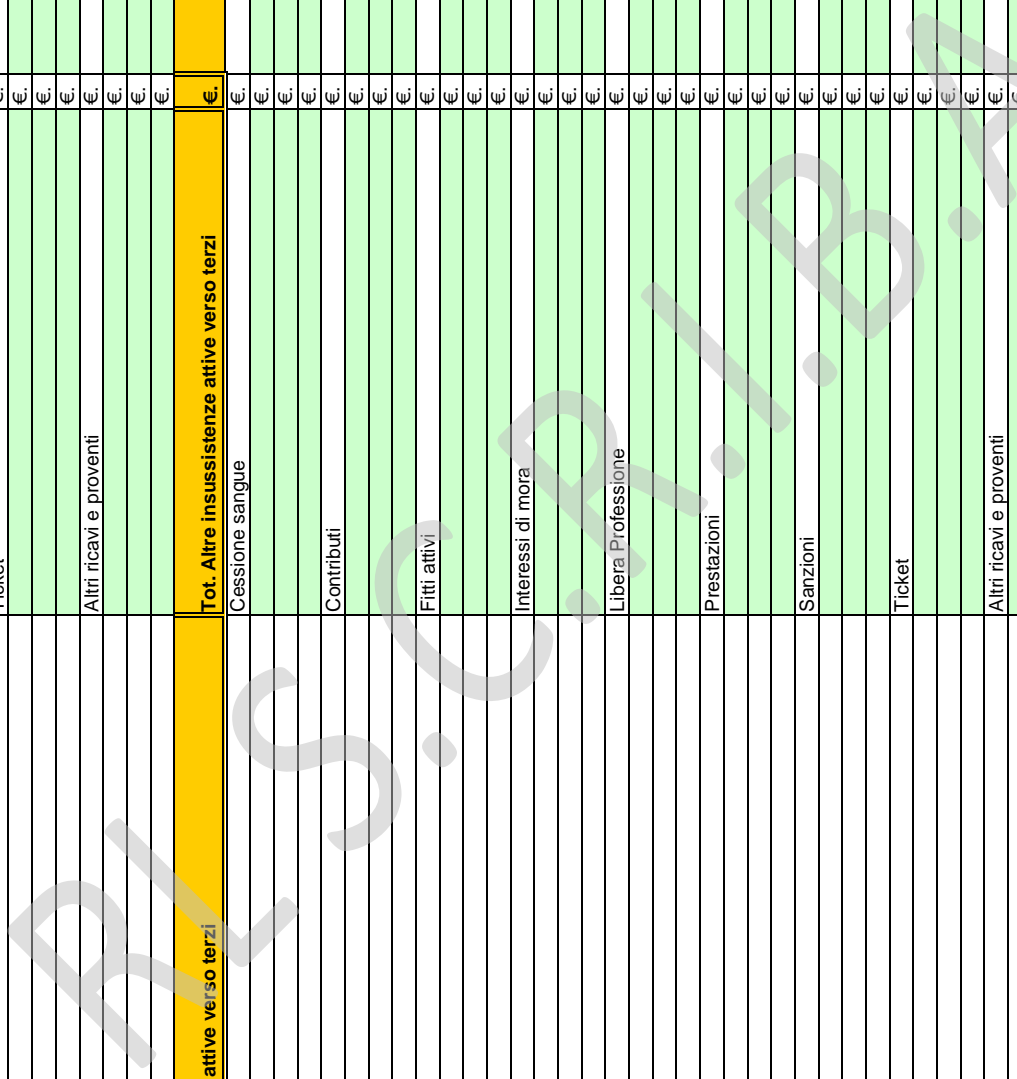 €.
€.
€.
Altri ricavi e proventi €.
€.
€.
€.
attive verso terzi Tot. Altre insussistenze attive verso terzi €.
Cessione sangue €.
€.
€.
€.
Contributi €.
€.
€.
€.
Fitti attivi €.
€.
€.
€.
Interessi di mora €.
€.
€.
€.
Libera Professione €.
€.
€.
€.
Prestazioni €.
€.
€.
€.
Sanzioni €.
€.
€.
€.
Ticket €.
€.
€.
€.
Altri ricavi e proventi €.
RLS.C.R.I.B.A